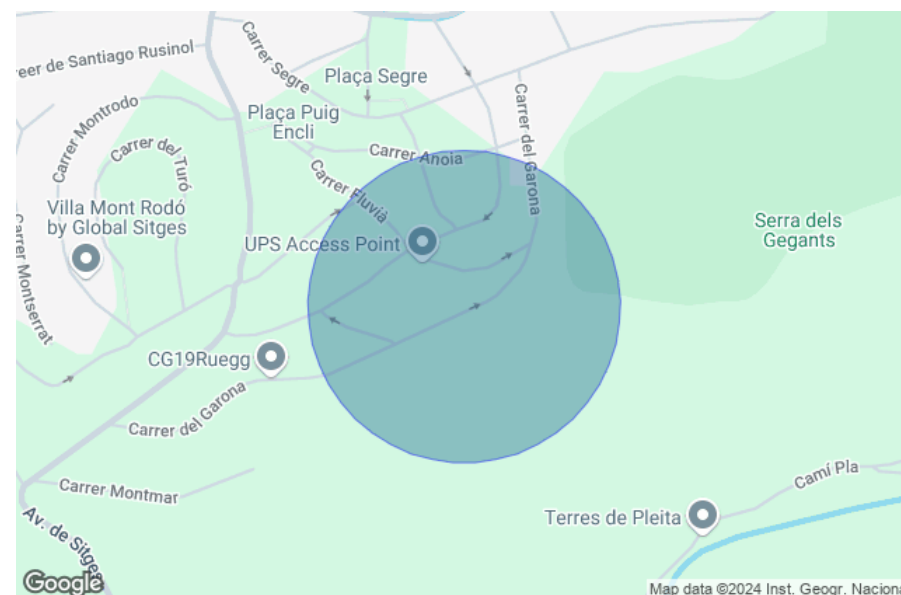 reer de Santiago Rusinol
Carrer Segre
Plaça Segre
Plaça Puig
Encli
Carrer Montrodo
Carrer del Turó
Carrer Anoia
Carrer del Garona
Carrer Fluvià
Villa Mont Rodó
by Global Sitges
UPS Access Point
Serra dels
Gegants
Carrer Montserrat
CG19Ruegg
Carrer del Garona
Carrer Montmar
Camí Pla
Av. de Sitges
Terres de Pleita
Google
Map data ©2024 Inst. Geogr. Naciona